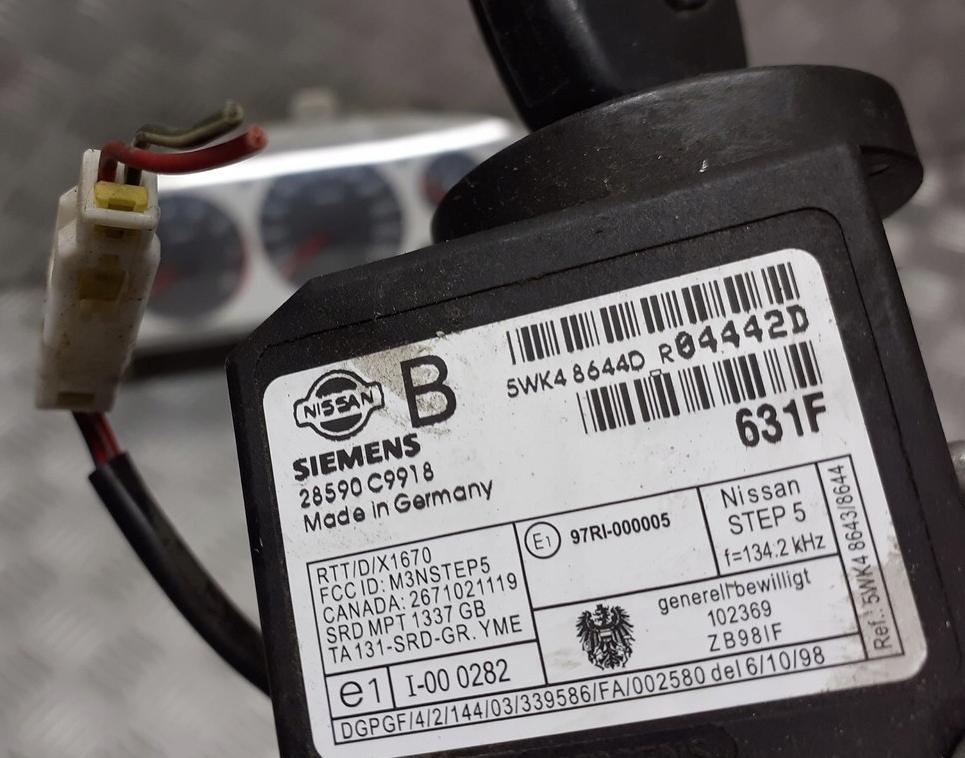 NISSAN
B
5WK4 8644D R04442D
631F
SIEMENS
28590 C9918
Made in Germany
RTT/D/X1670
FCC ID: M3NSTEP5
CANADA: 2671021119
SRD MPT 1337 GB
TA 131-SRD-GR. YME
E1 97RI-000005
Nissan
STEP 5
f=134.2 kHz
generell bewilligt
102369
ZB98IF
e1 I-00 0282
DGPGF/4/2/144/03/339586/FA/002580 del 6/10/98
Ref.: 5WK4 8643/8644